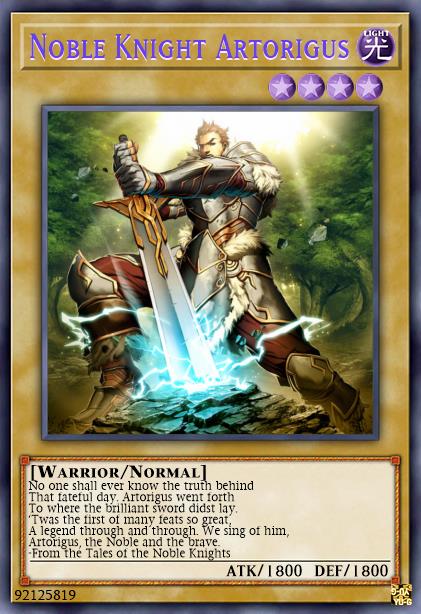 Noble Knight Artorigus
LIGHT
光
[Warrior/Normal]
No one shall ever know the truth behind
That fateful day. Artorigus went forth
To where the brilliant sword didst lay.
'Twas the first of many feats so great,
A legend through and through. We sing of him,
Artorigus, the Noble and the brave.
-From the Tales of the Noble Knights
ATK/1800 DEF/1800
92125819